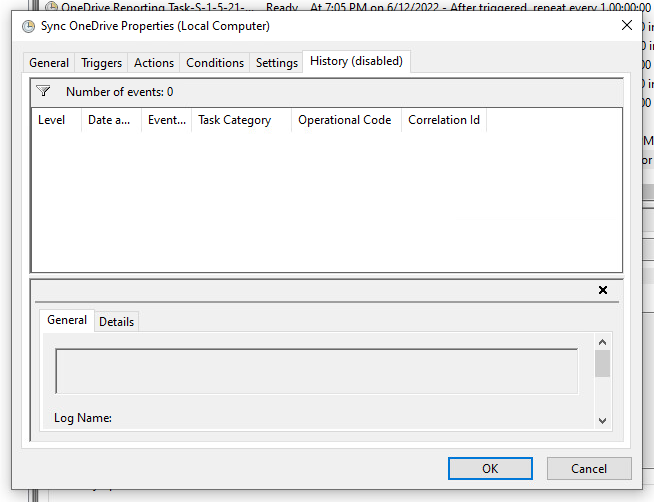 OneDrive Reporting Task-S-1-5-21-... Ready At 7:05 PM on 6/12/2022 - After triggered, repeat every 1.00:00:00
Sync OneDrive Properties (Local Computer)
General Triggers Actions Conditions Settings History (disabled)
Number of events: 0
Level Date a... Event... Task Category Operational Code Correlation Id
General Details
Log Name:
OK Cancel